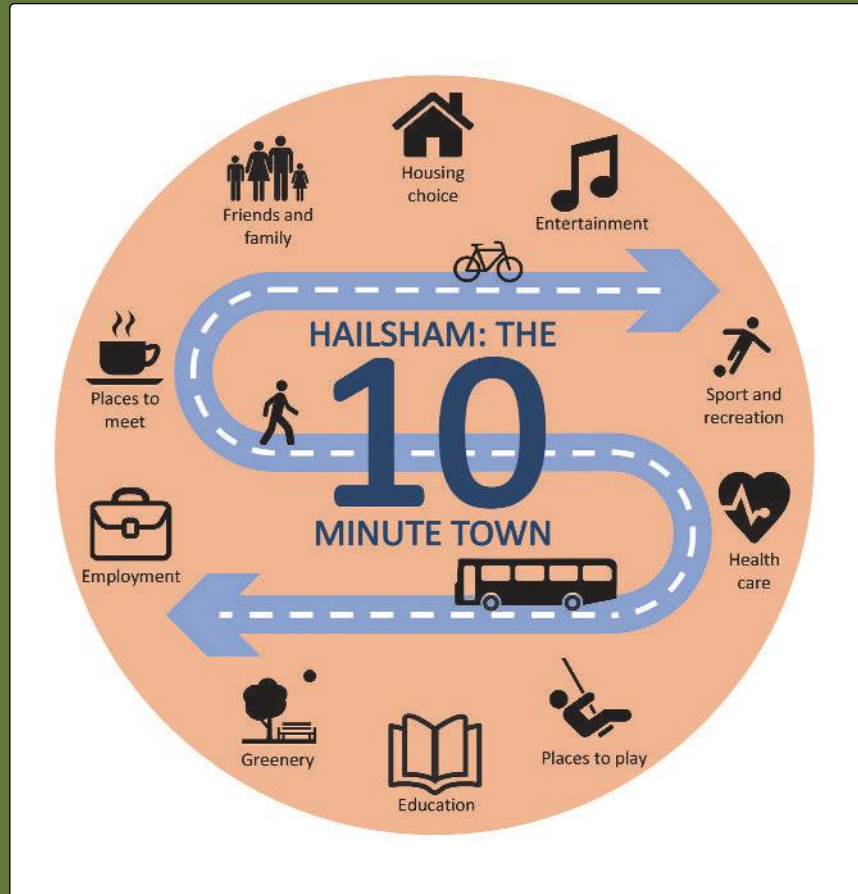 Housing
choice
Friends and
family
Entertainment
HAILSHAM: THE
10
MINUTE TOWN
Places to
meet
Sport and
recreation
Employment
Health
care
Greenery
Education
Places to play